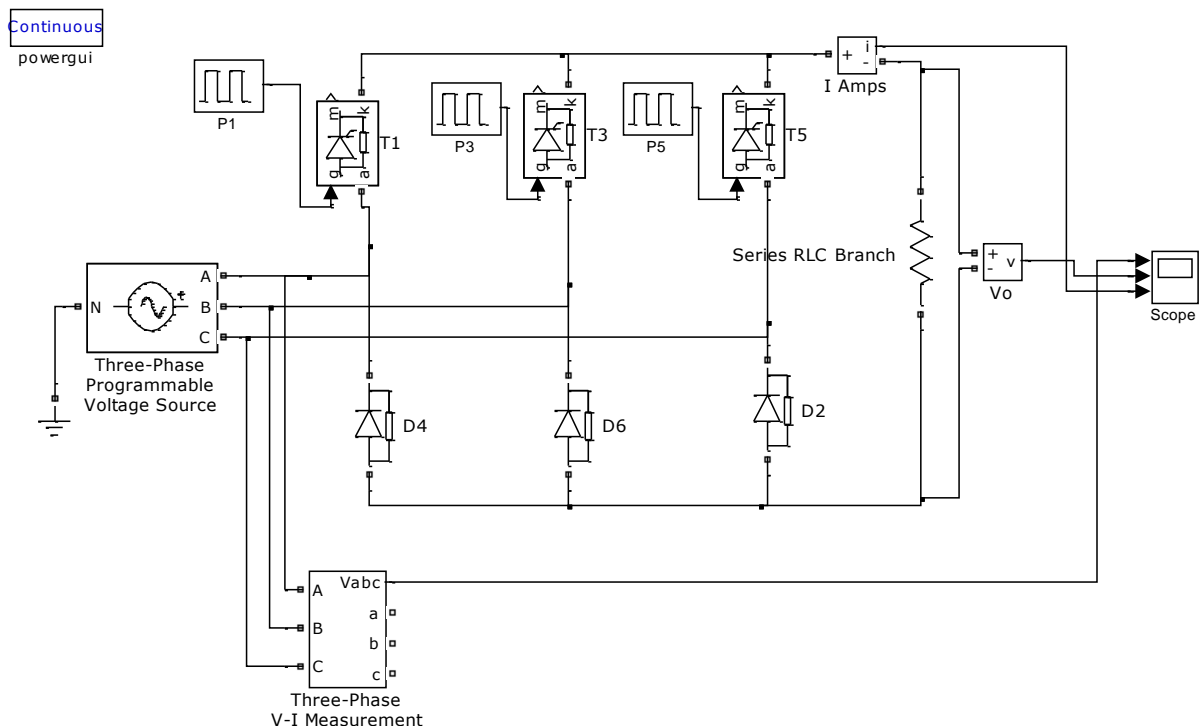 Continuous
powergui
P1
m
k
g
a
T1
P3
m
k
g
a
T3
P5
m
k
g
a
T5
+
i
-
I Amps
Series RLC Branch
+
-
v
Vo
Scope
N
t
A
B
C
Three-Phase
Programmable
Voltage Source
D4
D6
D2
A
B
C
Vabc
a
b
c
Three-Phase
V-I Measurement